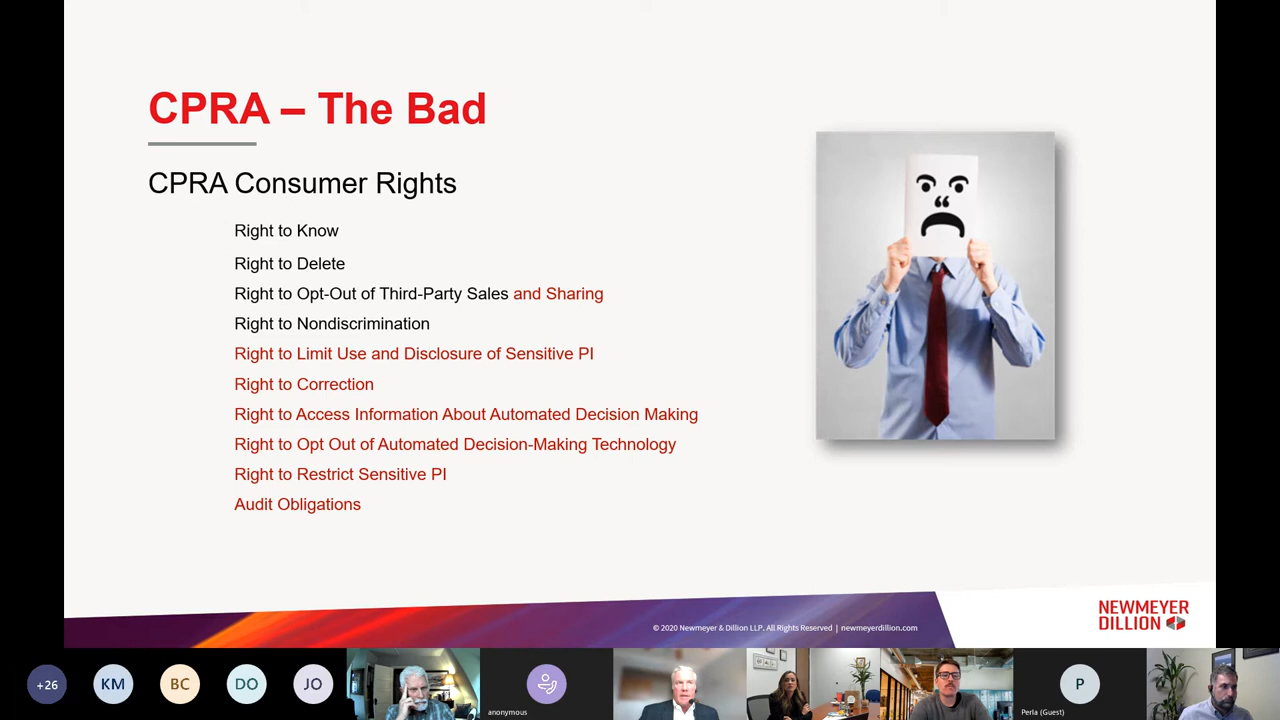 CPRA – The Bad
CPRA Consumer Rights
Right to Know
Right to Delete
Right to Opt-Out of Third-Party Sales and Sharing
Right to Nondiscrimination
Right to Limit Use and Disclosure of Sensitive PI
Right to Correction
Right to Access Information About Automated Decision Making
Right to Opt Out of Automated Decision-Making Technology
Right to Restrict Sensitive PI
Audit Obligations
© 2020 Newmeyer & Dillion LLP. All Rights Reserved | newmeyerdillion.com
NEWMEYER
DILLION
+26
KM
BC
DO
JO
anonymous
P
Perla (Guest)